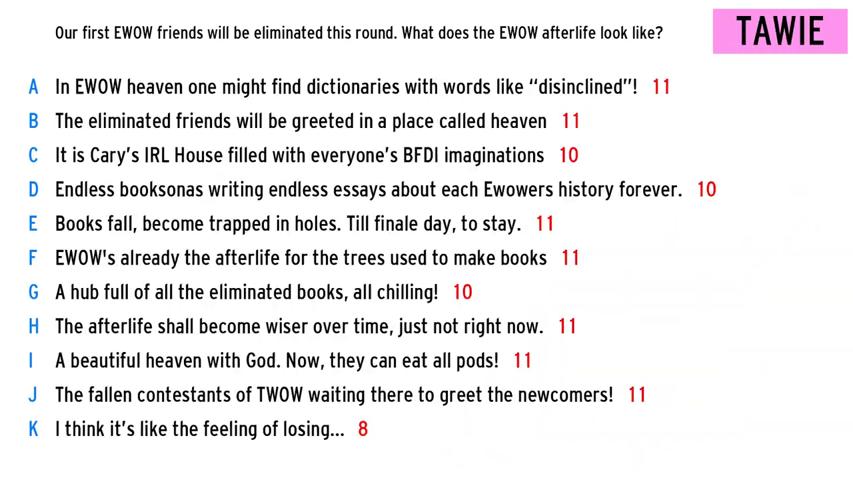 Our first EWOW friends will be eliminated this round. What does the EWOW afterlife look like?
TAWIE
A In EWOW heaven one might find dictionaries with words like “disinclined”! 11
B The eliminated friends will be greeted in a place called heaven 11
C It is Cary’s IRL House filled with everyone’s BFDI imaginations 10
D Endless booksonas writing endless essays about each Ewowers history forever. 10
E Books fall, become trapped in holes. Till finale day, to stay. 11
F EWOW's already the afterlife for the trees used to make books 11
G A hub full of all the eliminated books, all chilling! 10
H The afterlife shall become wiser over time, just not right now. 11
I A beautiful heaven with God. Now, they can eat all pods! 11
J The fallen contestants of TWOW waiting there to greet the newcomers! 11
K I think it’s like the feeling of losing... 8